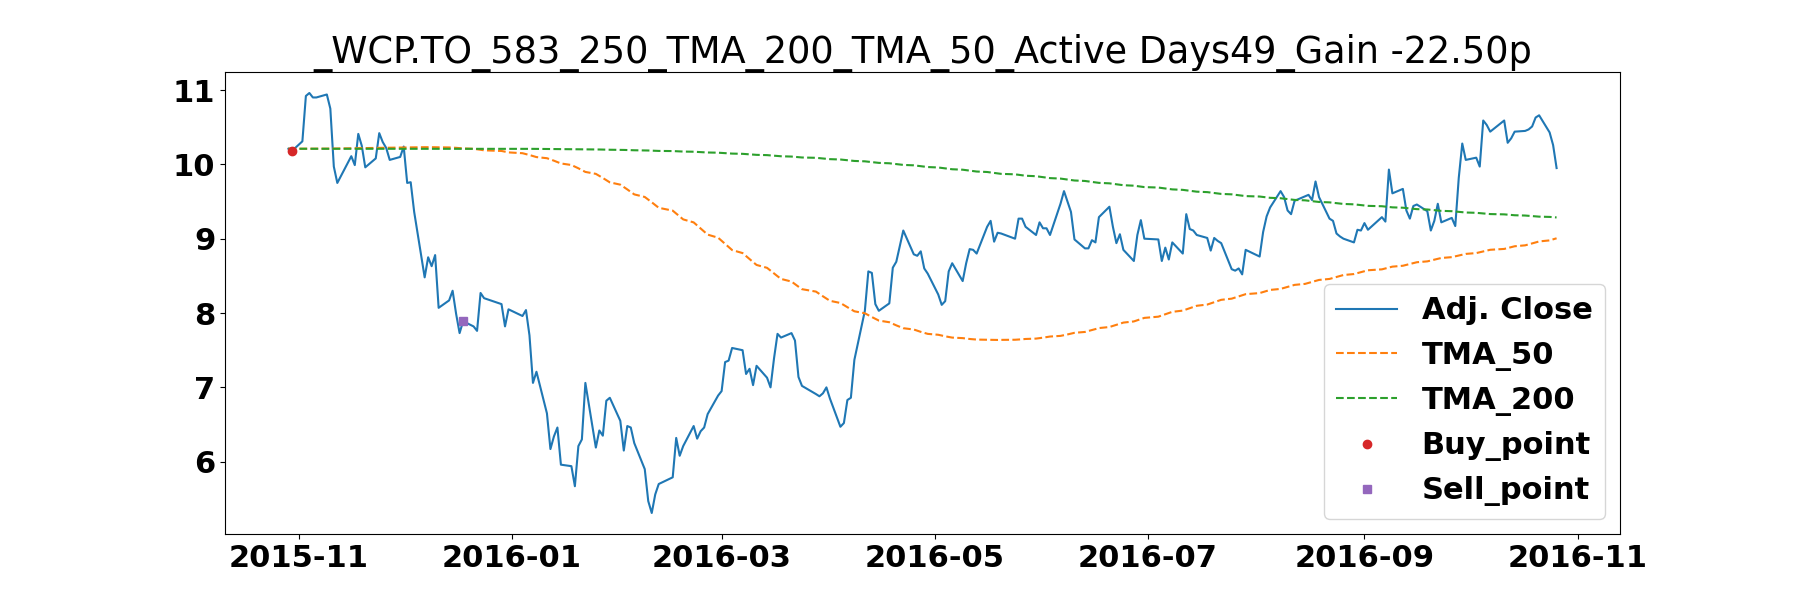 _WCP.TO_583_250_TMA_200_TMA_50_Active Days49_Gain -22.50p
11
10
9
8
7
6
2015-11 2016-01 2016-03 2016-05 2016-07 2016-09 2016-11
Adj. Close
TMA_50
TMA_200
Buy_point
Sell_point